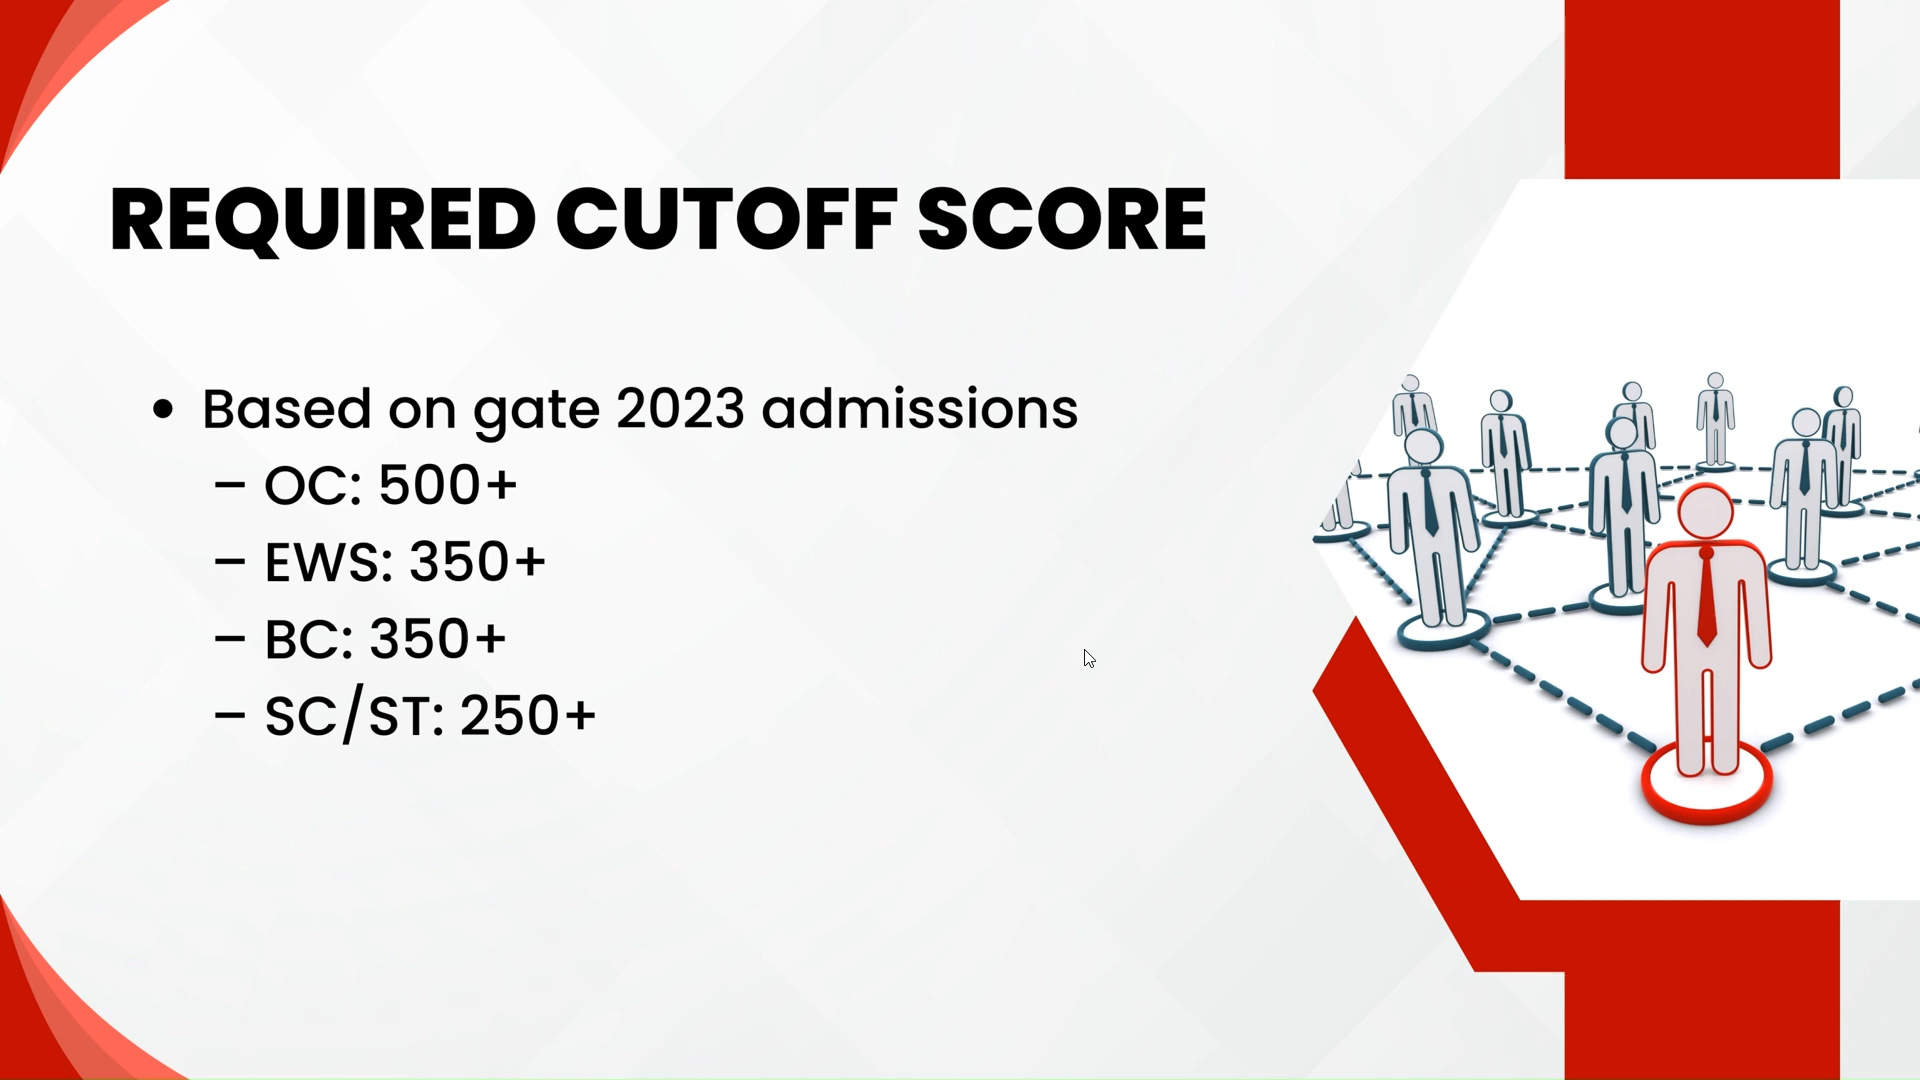 REQUIRED CUTOFF SCORE
• Based on gate 2023 admissions
– OC: 500+
– EWS: 350+
– BC: 350+
– SC/ST: 250+